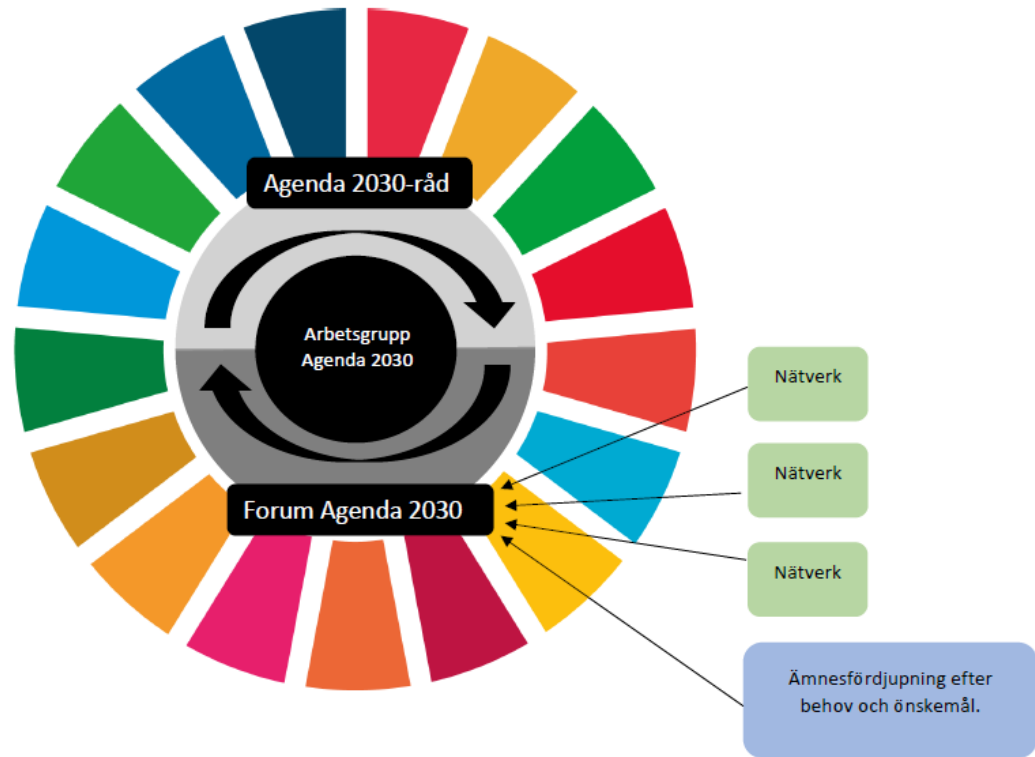 Agenda 2030-råd
Arbetsgrupp
Agenda 2030
Forum Agenda 2030
Nätverk
Nätverk
Nätverk
Ämnesfördjupning efter
behov och önskemål.